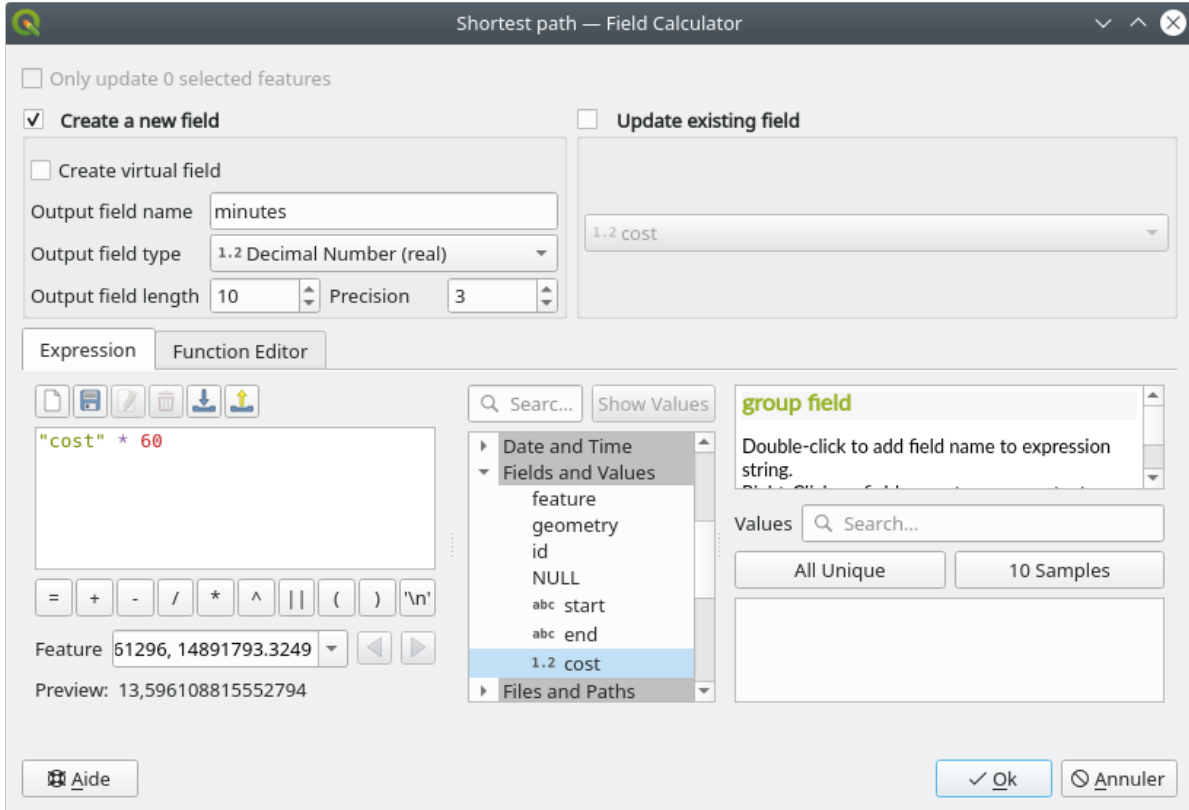 Shortest path — Field Calculator
Only update 0 selected features
Create a new field
Update existing field
Create virtual field
Output field name minutes
1.2 cost
Output field type 1.2 Decimal Number (real)
Output field length 10 Precision 3
Expression Function Editor
Searc... Show Values
group field
"cost" * 60
Double-click to add field name to expression
string.
Date and Time
Fields and Values
feature
geometry
id
NULL
abc start
abc end
1.2 cost
Files and Paths
Values Search...
All Unique 10 Samples
= + - / * ^ || ( ) '\n'
Feature 61296, 14891793.3249
Preview: 13,596108815552794
Aide
Ok
Annuler